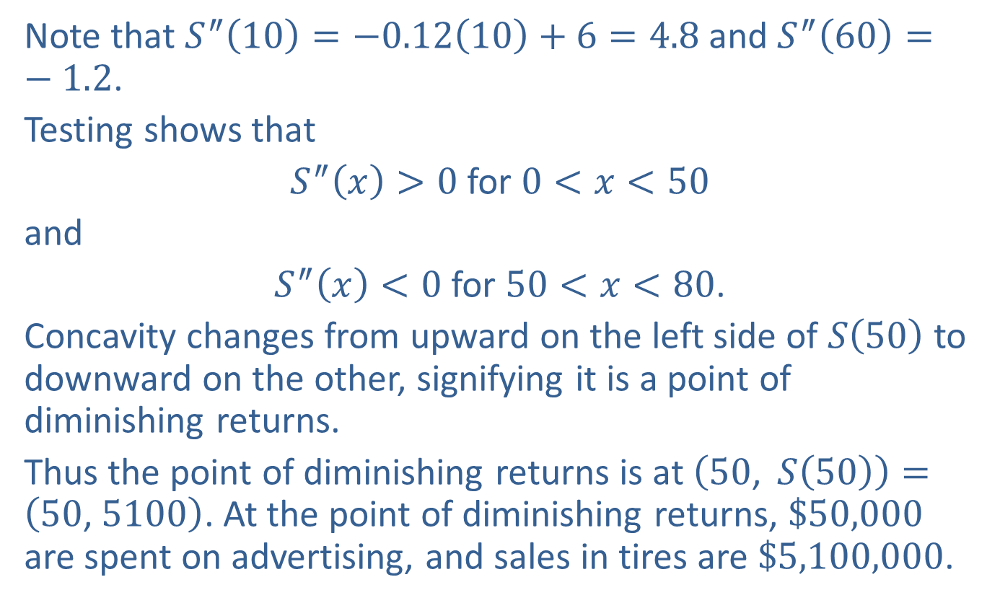 Note that 𝑆″(10) = −0.12(10) + 6 = 4.8 and 𝑆″(60) =
− 1.2.
Testing shows that
𝑆″(𝑥) > 0 for 0 < 𝑥 < 50
and
𝑆″(𝑥) < 0 for 50 < 𝑥 < 80.
Concavity changes from upward on the left side of 𝑆(50) to
downward on the other, signifying it is a point of
diminishing returns.
Thus the point of diminishing returns is at (50, 𝑆(50)) =
(50, 5100). At the point of diminishing returns, $50,000
are spent on advertising, and sales in tires are $5,100,000.